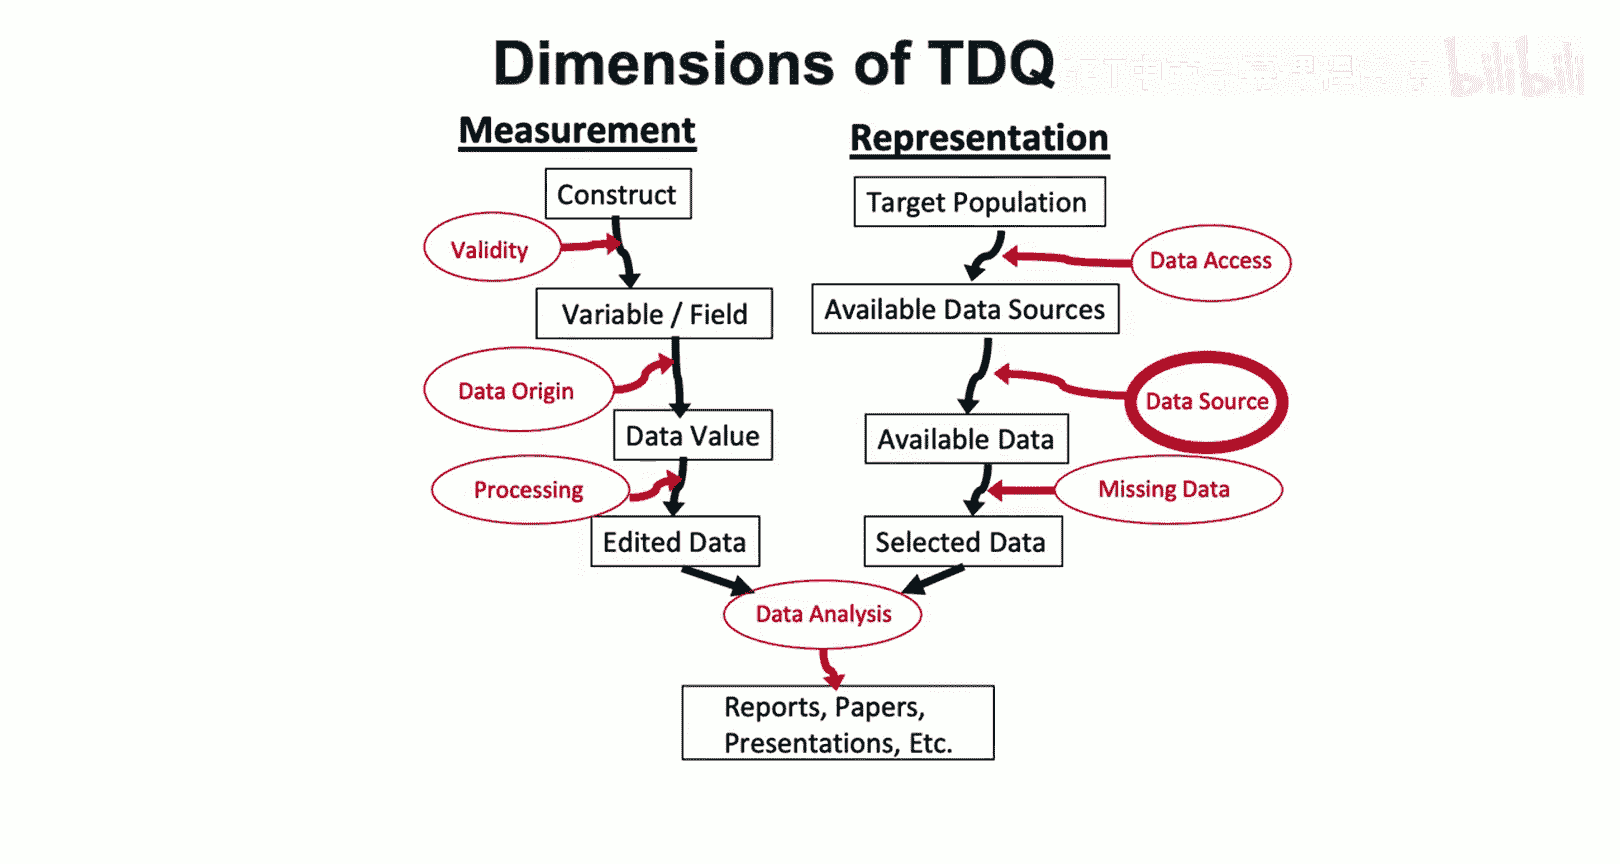 Dimensions of TDQ
bilibili
Measurement
Representation
Construct
Target Population
Validity
Data Access
Variable / Field
Available Data Sources
Data Origin
Data Source
Data Value
Available Data
Processing
Missing Data
Edited Data
Selected Data
Data Analysis
Reports, Papers,
Presentations, Etc.